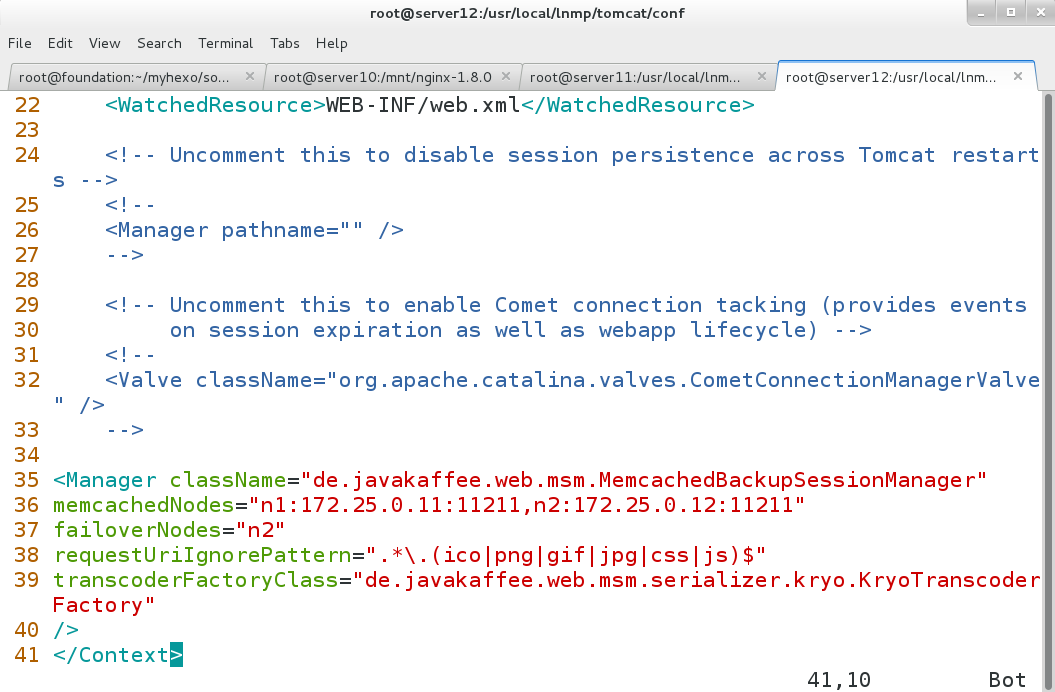 root@server12:/usr/local/lnmp/tomcat/conf
File Edit View Search Terminal Tabs Help
root@foundation:~/myhexo/so... × root@server10:/mnt/nginx-1.8.0 × root@server11:/usr/local/lnm... × root@server12:/usr/local/lnm... ×
22     <WatchedResource>WEB-INF/web.xml</WatchedResource>
23
24     <!-- Uncomment this to disable session persistence across Tomcat restart
s -->
25     <!--
26     <Manager pathname="" />
27     -->
28
29     <!-- Uncomment this to enable Comet connection tacking (provides events
30          on session expiration as well as webapp lifecycle) -->
31     <!--
32     <Valve className="org.apache.catalina.valves.CometConnectionManagerValve
" />
33     -->
34
35 <Manager className="de.javakaffee.web.msm.MemcachedBackupSessionManager"
36 memcachedNodes="n1:172.25.0.11:11211,n2:172.25.0.12:11211"
37 failoverNodes="n2"
38 requestUriIgnorePattern=".*\.(ico|png|gif|jpg|css|js)$"
39 transcoderFactoryClass="de.javakaffee.web.msm.serializer.kryo.KryoTranscoder
Factory"
40 />
41 </Context>
41,10 Bot